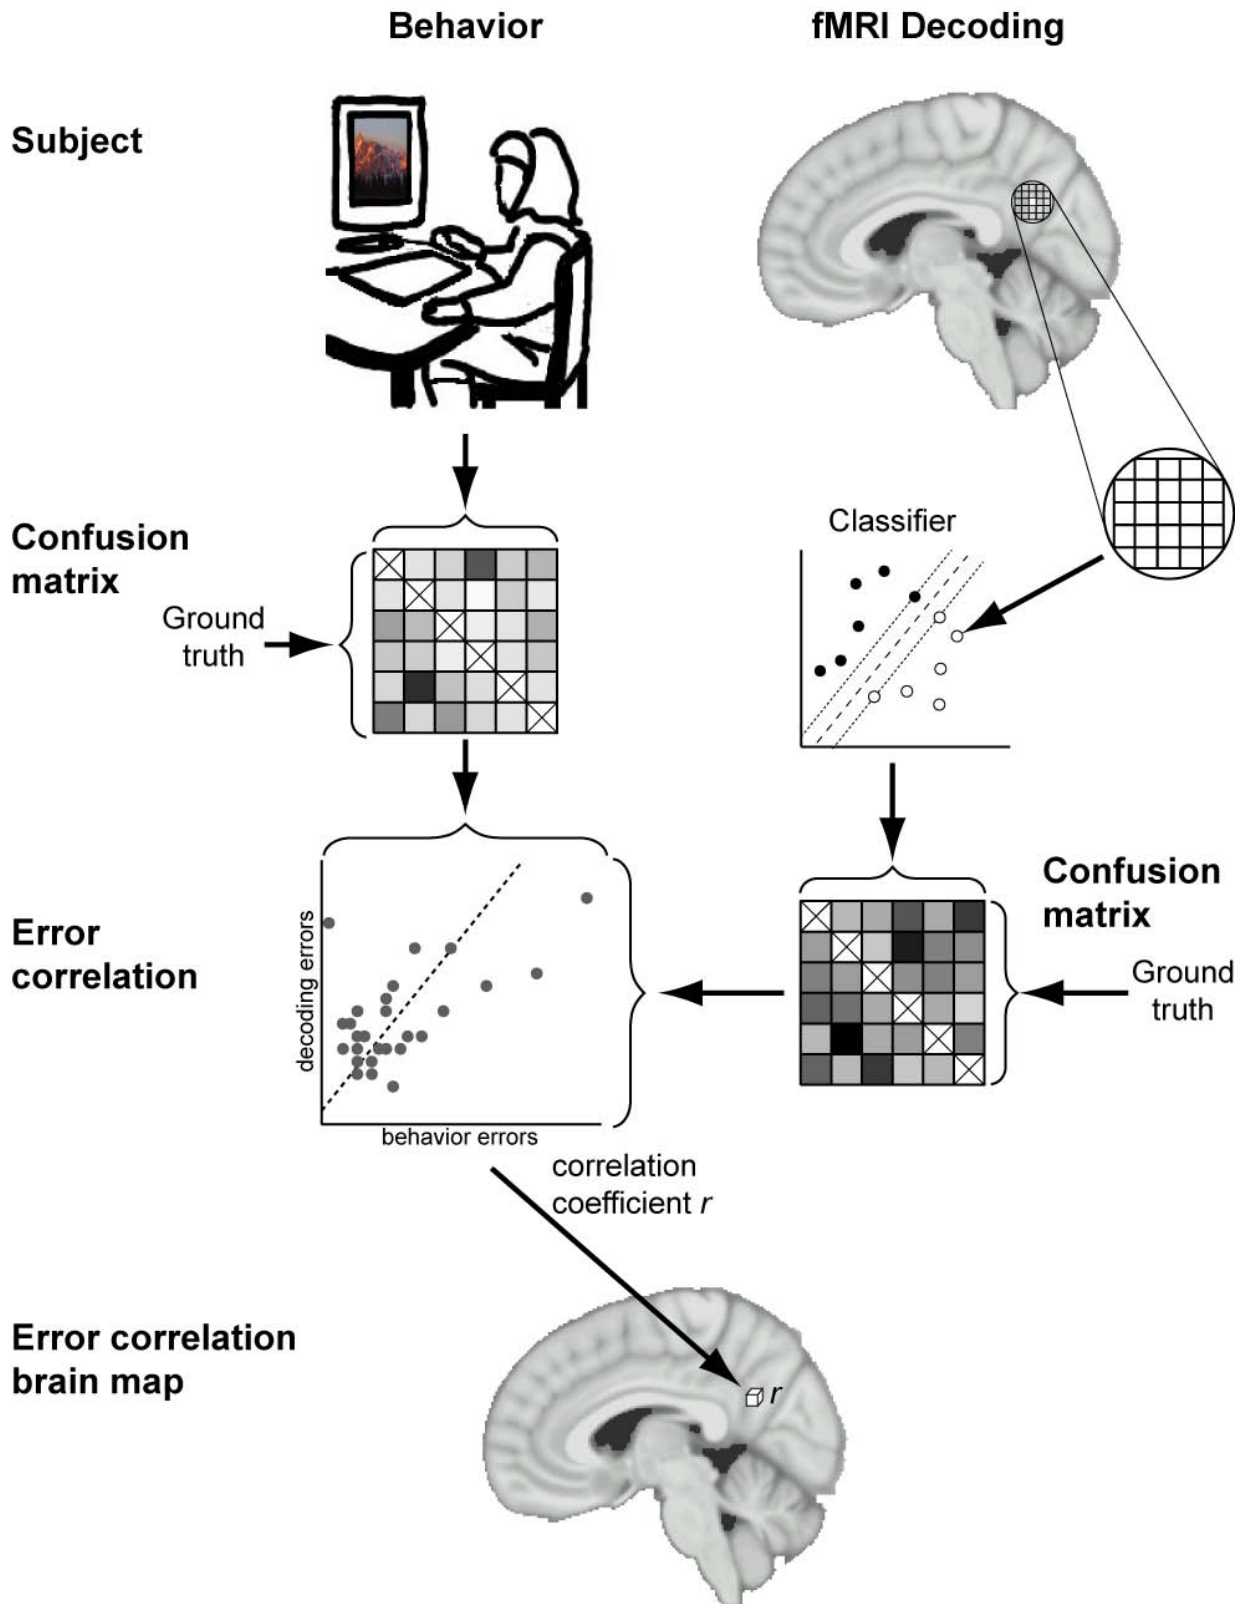 Behavior
fMRI Decoding
Subject
Confusion
matrix
Ground
truth
Classifier
Error
correlation
decoding errors
behavior errors
Confusion
matrix
Ground
truth
correlation
coefficient r
Error correlation
brain map
r